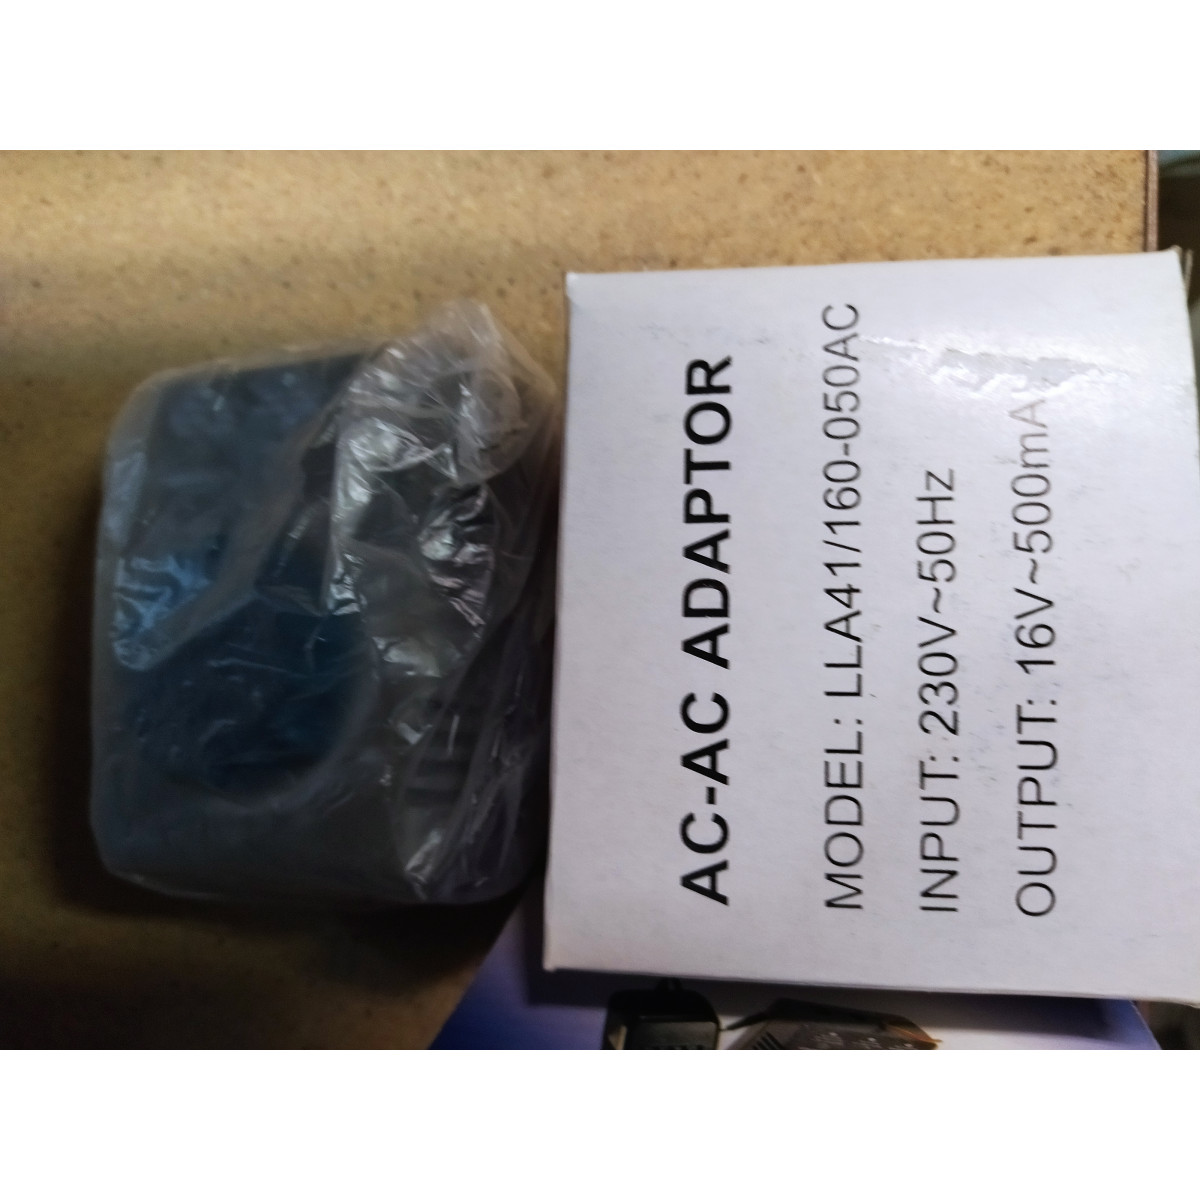 AC-AC ADAPTOR
MODEL: LLA41/160-050AC
INPUT: 230V~50Hz
OUTPUT: 16V~500mA